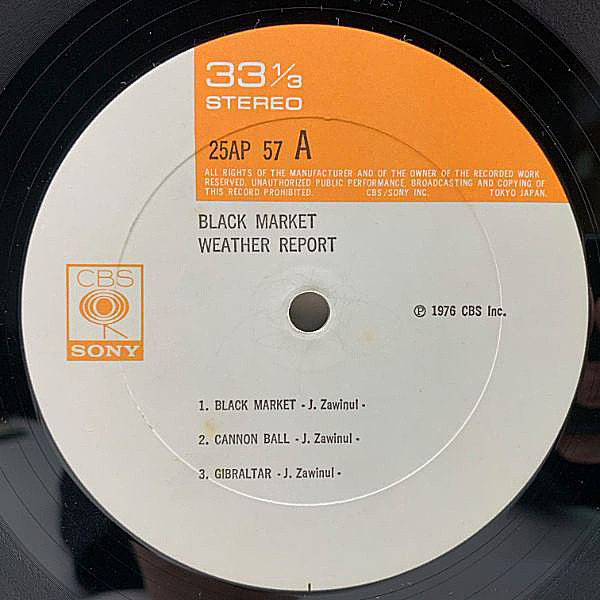 33 1/3
STEREO
25AP 57 A
ALL RIGHTS OF THE MANUFACTURER AND OF THE OWNER OF THE RECORDED WORK
RESERVED. UNAUTHORIZED PUBLIC PERFORMANCE, BROADCASTING AND COPYING OF
THIS RECORD PROHIBITED. CBS/SONY INC. TOKYO JAPAN.
BLACK MARKET
WEATHER REPORT
CBS
SONY
℗ 1976 CBS Inc.
1. BLACK MARKET - J. Zawinul -
2. CANNON BALL - J. Zawinul -
3. GIBRALTAR - J. Zawinul -